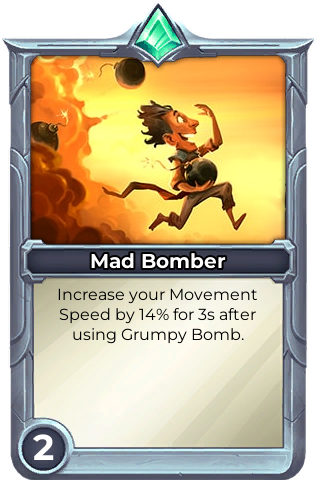 Mad Bomber
Increase your Movement
Speed by 14% for 3s after
using Grumpy Bomb.
2